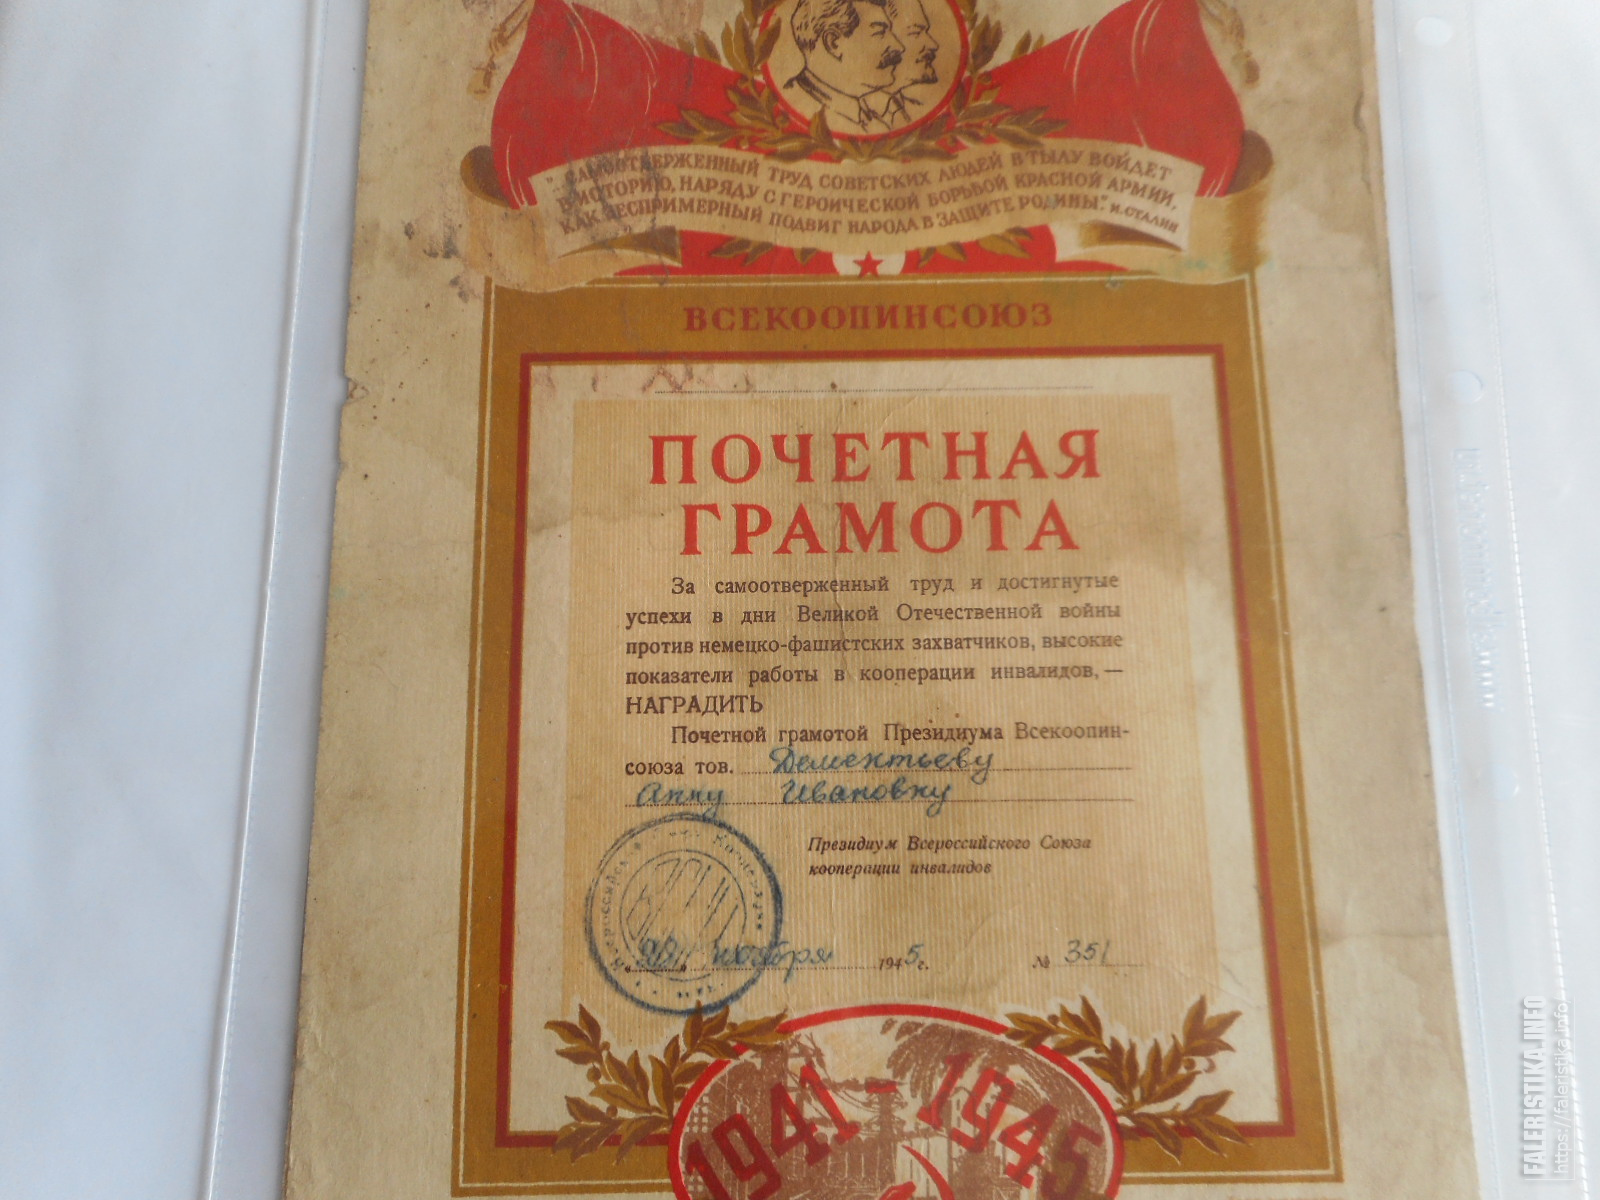 „САМООТВЕРЖЕННЫЙ ТРУД СОВЕТСКИХ ЛЮДЕЙ В ТЫЛУ ВОЙДЕТ
В ИСТОРИЮ, НАРЯДУ С ГЕРОИЧЕСКОЙ БОРЬБОЙ КРАСНОЙ АРМИИ,
КАК БЕСПРИМЕРНЫЙ ПОДВИГ НАРОДА В ЗАЩИТЕ РОДИНЫ." И. СТАЛИН
ВСЕКООПИНСОЮЗ
ПОЧЕТНАЯ
ГРАМОТА
За самоотверженный труд и достигнутые
успехи в дни Великой Отечественной войны
против немецко-фашистских захватчиков, высокие
показатели работы в кооперации инвалидов, —
НАГРАДИТЬ
Почетной грамотой Президиума Всекоопин-
союза тов. Дементьеву
Анну Ивановну
Президиум Всероссийского Союза
кооперации инвалидов
ноября 1945 г. № 351
1941 – 1945
FALERISTIKA.INFO
https://faleristika.info